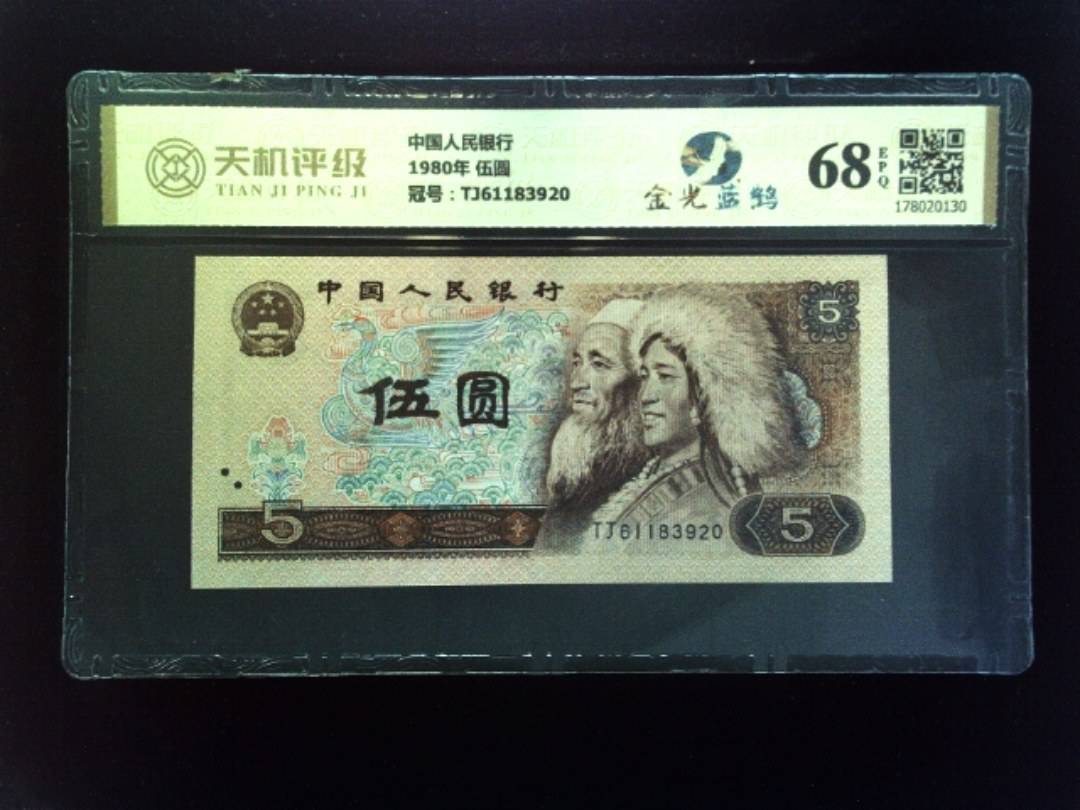 天机评级
TIAN JI PING JI
中国人民银行
1980年 伍圆
冠号：TJ61183920
金光蓝鹤
68
EPQ
178020130
中国人民银行
5
伍圆
5
TJ61183920
5